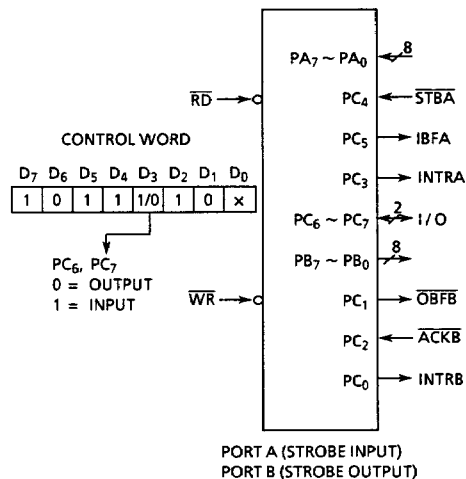 PA7 ~ PA0
8
RD
PC4
STBA
CONTROL WORD
PC5
IBFA
D7 D6 D5 D4 D3 D2 D1 D0
PC3
INTRA
1 0 1 1 1/0 1 0 ×
PC6 ~ PC7
2
I/O
PC6, PC7
0 = OUTPUT
1 = INPUT
PB7 ~ PB0
8
WR
PC1
OBFB
PC2
ACKB
PC0
INTRB
PORT A (STROBE INPUT)
PORT B (STROBE OUTPUT)